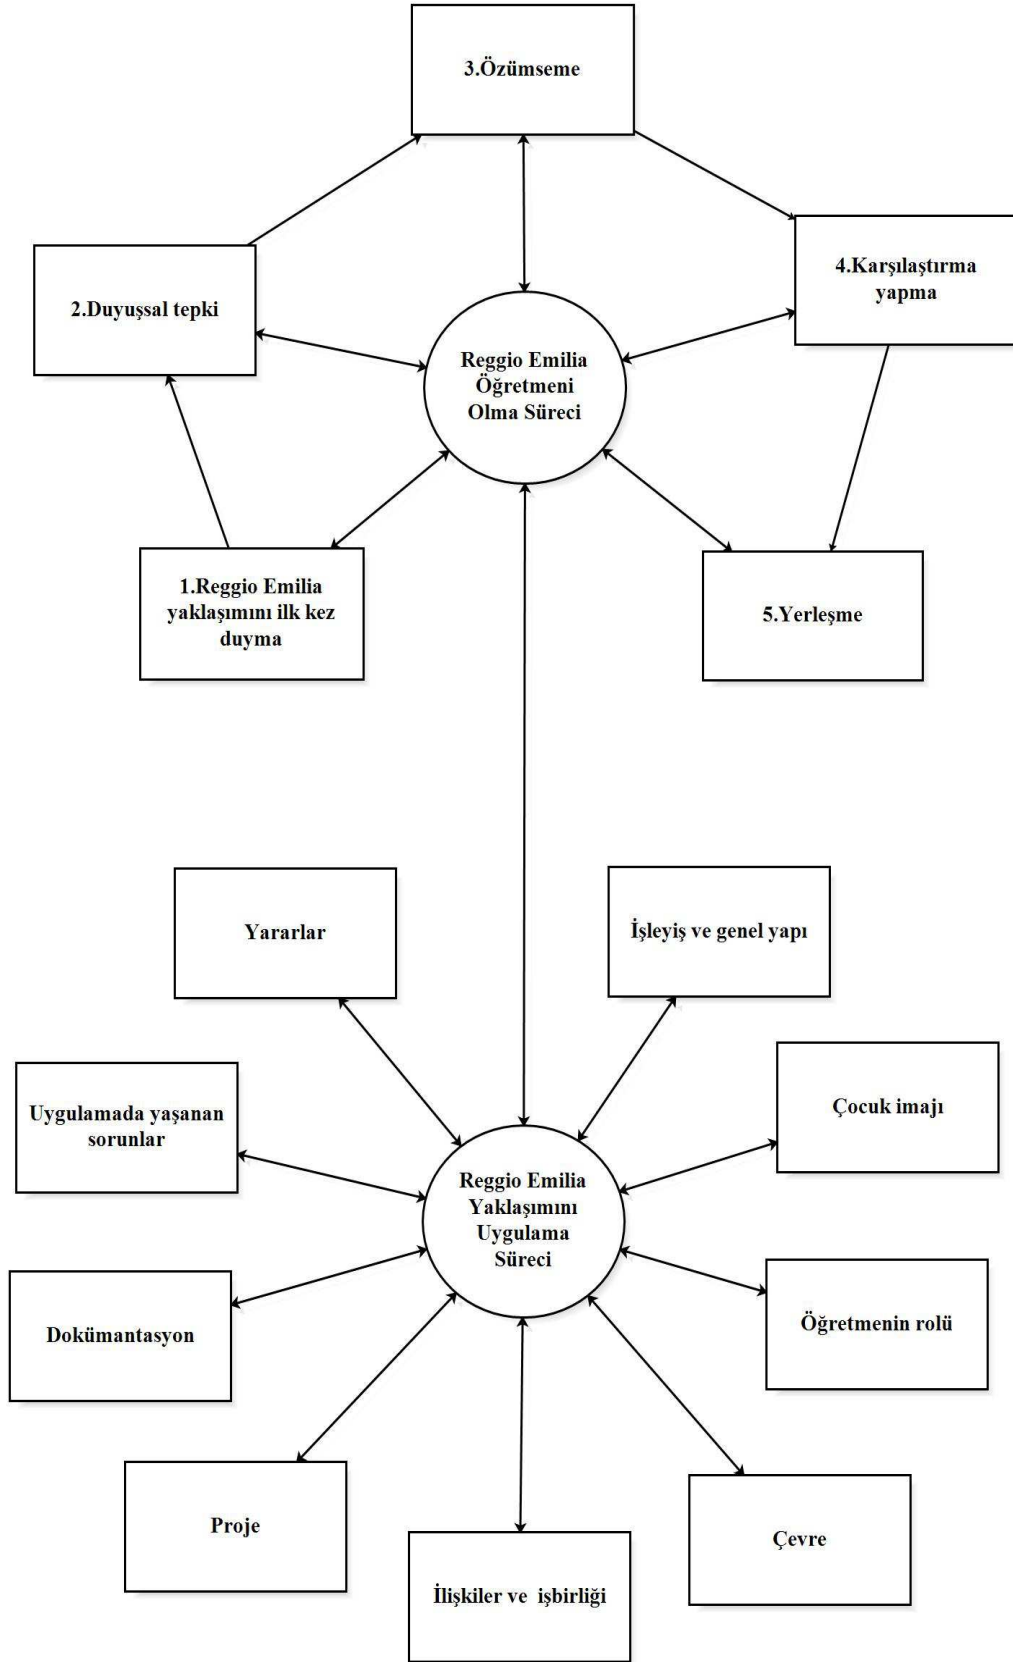 3.Özümseme
2.Duyuşsal tepki
4.Karşılaştırma
yapma
Reggio Emilia
Öğretmeni
Olma Süreci
1.Reggio Emilia
yaklaşımını ilk kez
duyma
5.Yerleşme
Yararlar
İşleyiş ve genel yapı
Uygulamada yaşanan
sorunlar
Çocuk imajı
Reggio Emilia
Yaklaşımını
Uygulama
Süreci
Dokümantasyon
Öğretmenin rolü
Proje
İlişkiler ve  işbirliği
Çevre